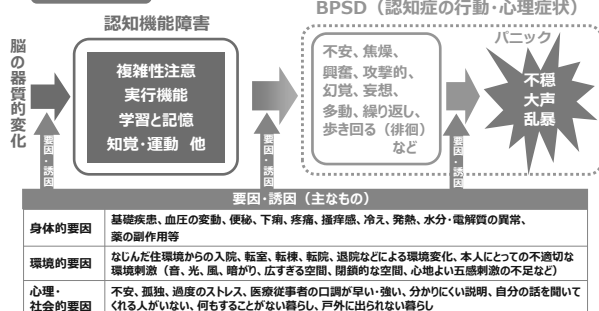 BPSD（認知症の行動・心理症状）
認知機能障害
パニック
脳の器質的変化
複雑性注意
実行機能
学習と記憶
知覚・運動 他
不安、焦燥、
興奮、攻撃的、
幻覚、妄想、
多動、繰り返し、
歩き回る（徘徊）
など
不穏
大声
乱暴
要因・誘因
要因・誘因
要因・誘因
要因・誘因（主なもの）
身体的要因
基礎疾患、血圧の変動、便秘、下痢、疼痛、掻痒感、冷え、発熱、水分・電解質の異常、
薬の副作用等
環境的要因
なじんだ住環境からの入院、転室、転棟、転院、退院などによる環境変化、本人にとっての不適切な
環境刺激（音、光、風、暗がり、広すぎる空間、閉鎖的な空間、心地よい五感刺激の不足など）
心理・
社会的要因
不安、孤独、過度のストレス、医療従事者の口調が早い・強い、分かりにくい説明、自分の話を聞いて
くれる人がいない、何もすることがない暮らし、戸外に出られない暮らし